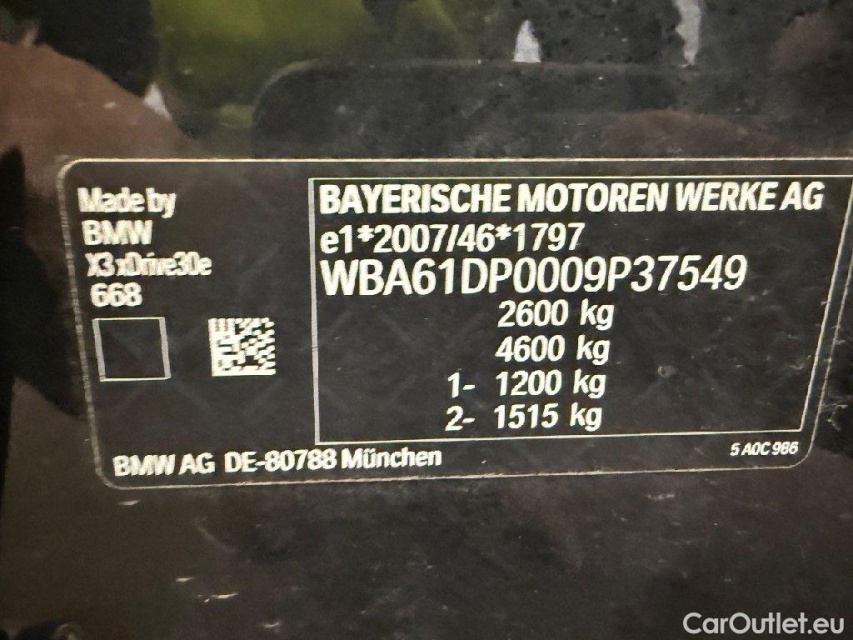 Made by
BMW
X3 xDrive30e
668
BAYERISCHE MOTOREN WERKE AG
e1*2007/46*1797
WBA61DP0009P37549
2600 kg
4600 kg
1- 1200 kg
2- 1515 kg
BMW AG DE-80788 München
5 A0C 986
CarOutlet.eu